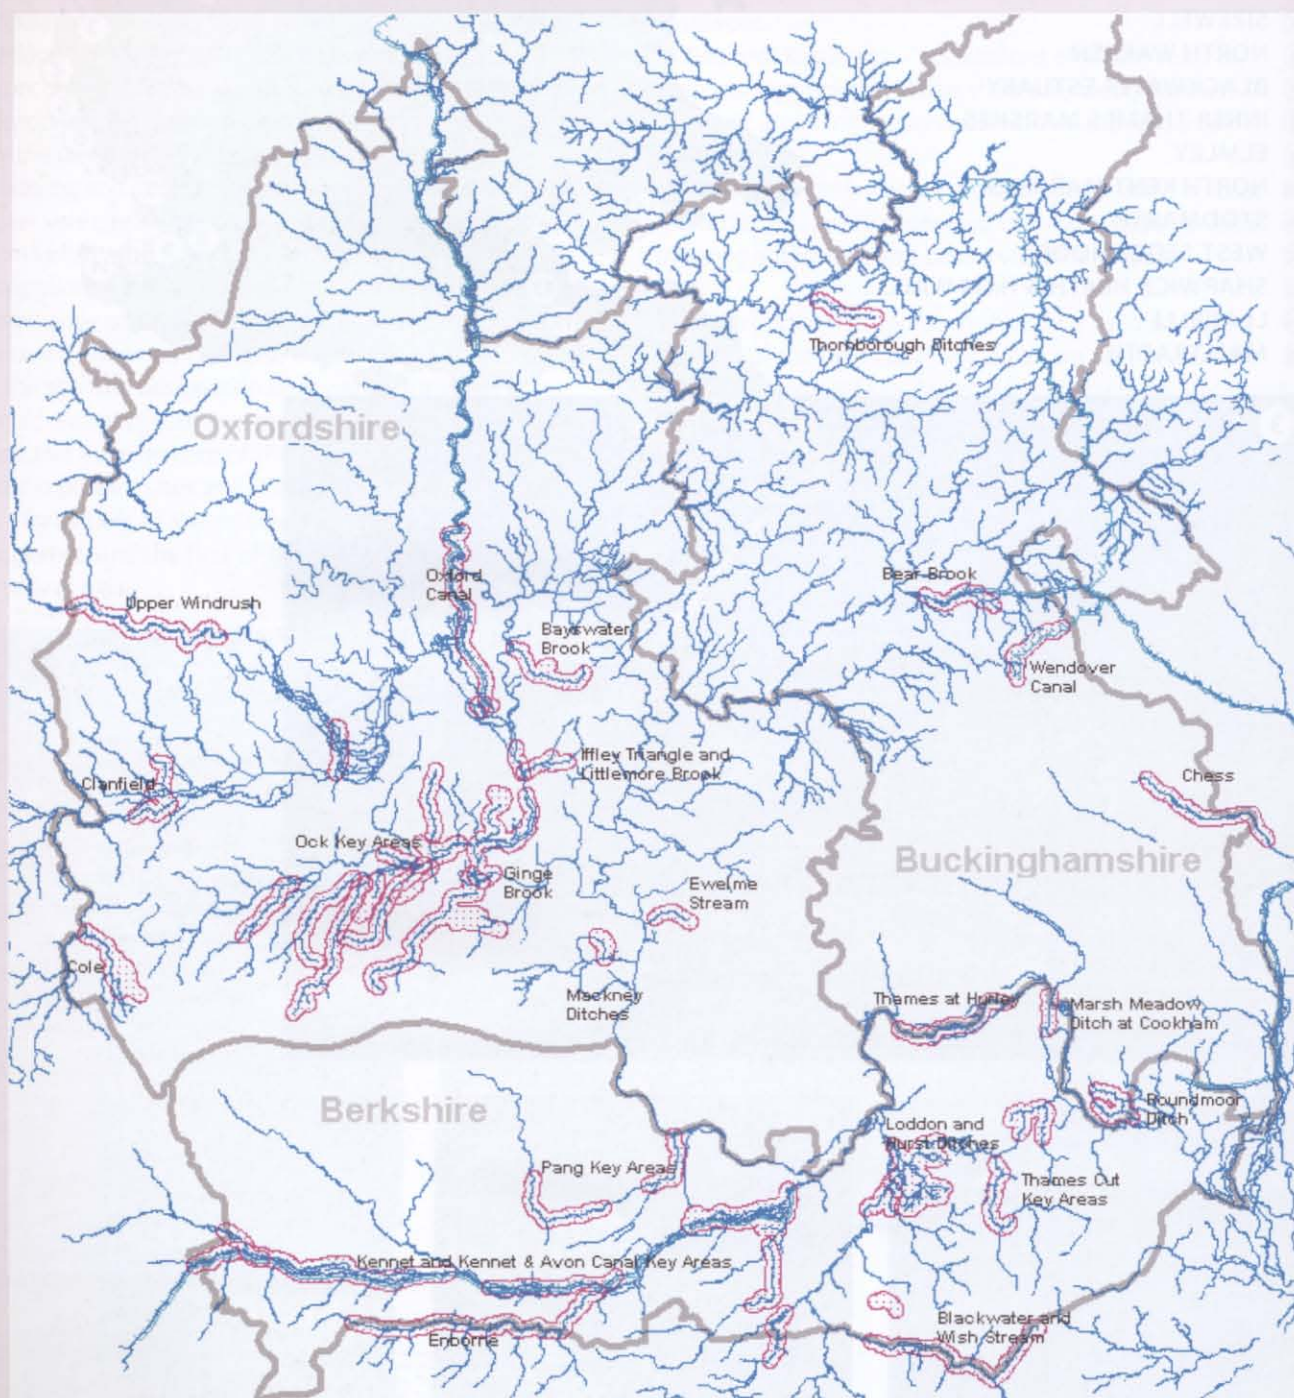 Thornborough Ditches
Oxfordshire
Oxford
Canal
Bear Brook
Upper Windrush
Bayswater
Brook
Wendover
Canal
Iffley Triangle and
Littlemore Brook
Chess
Clanfield
Ock Key Areas
Buckinghamshire
Ginge
Brook
Ewelme
Stream
Cole
Mackney
Ditches
Thames at Hurley
Marsh Meadow
Ditch at Cookham
Berkshire
Roundmoor
Ditch
Loddon and
Hurst Ditches
Pang Key Areas
Thames Cut
Key Areas
Kennet and Kennet & Avon Canal Key Areas
Blackwater and
Wish Stream
Enborne